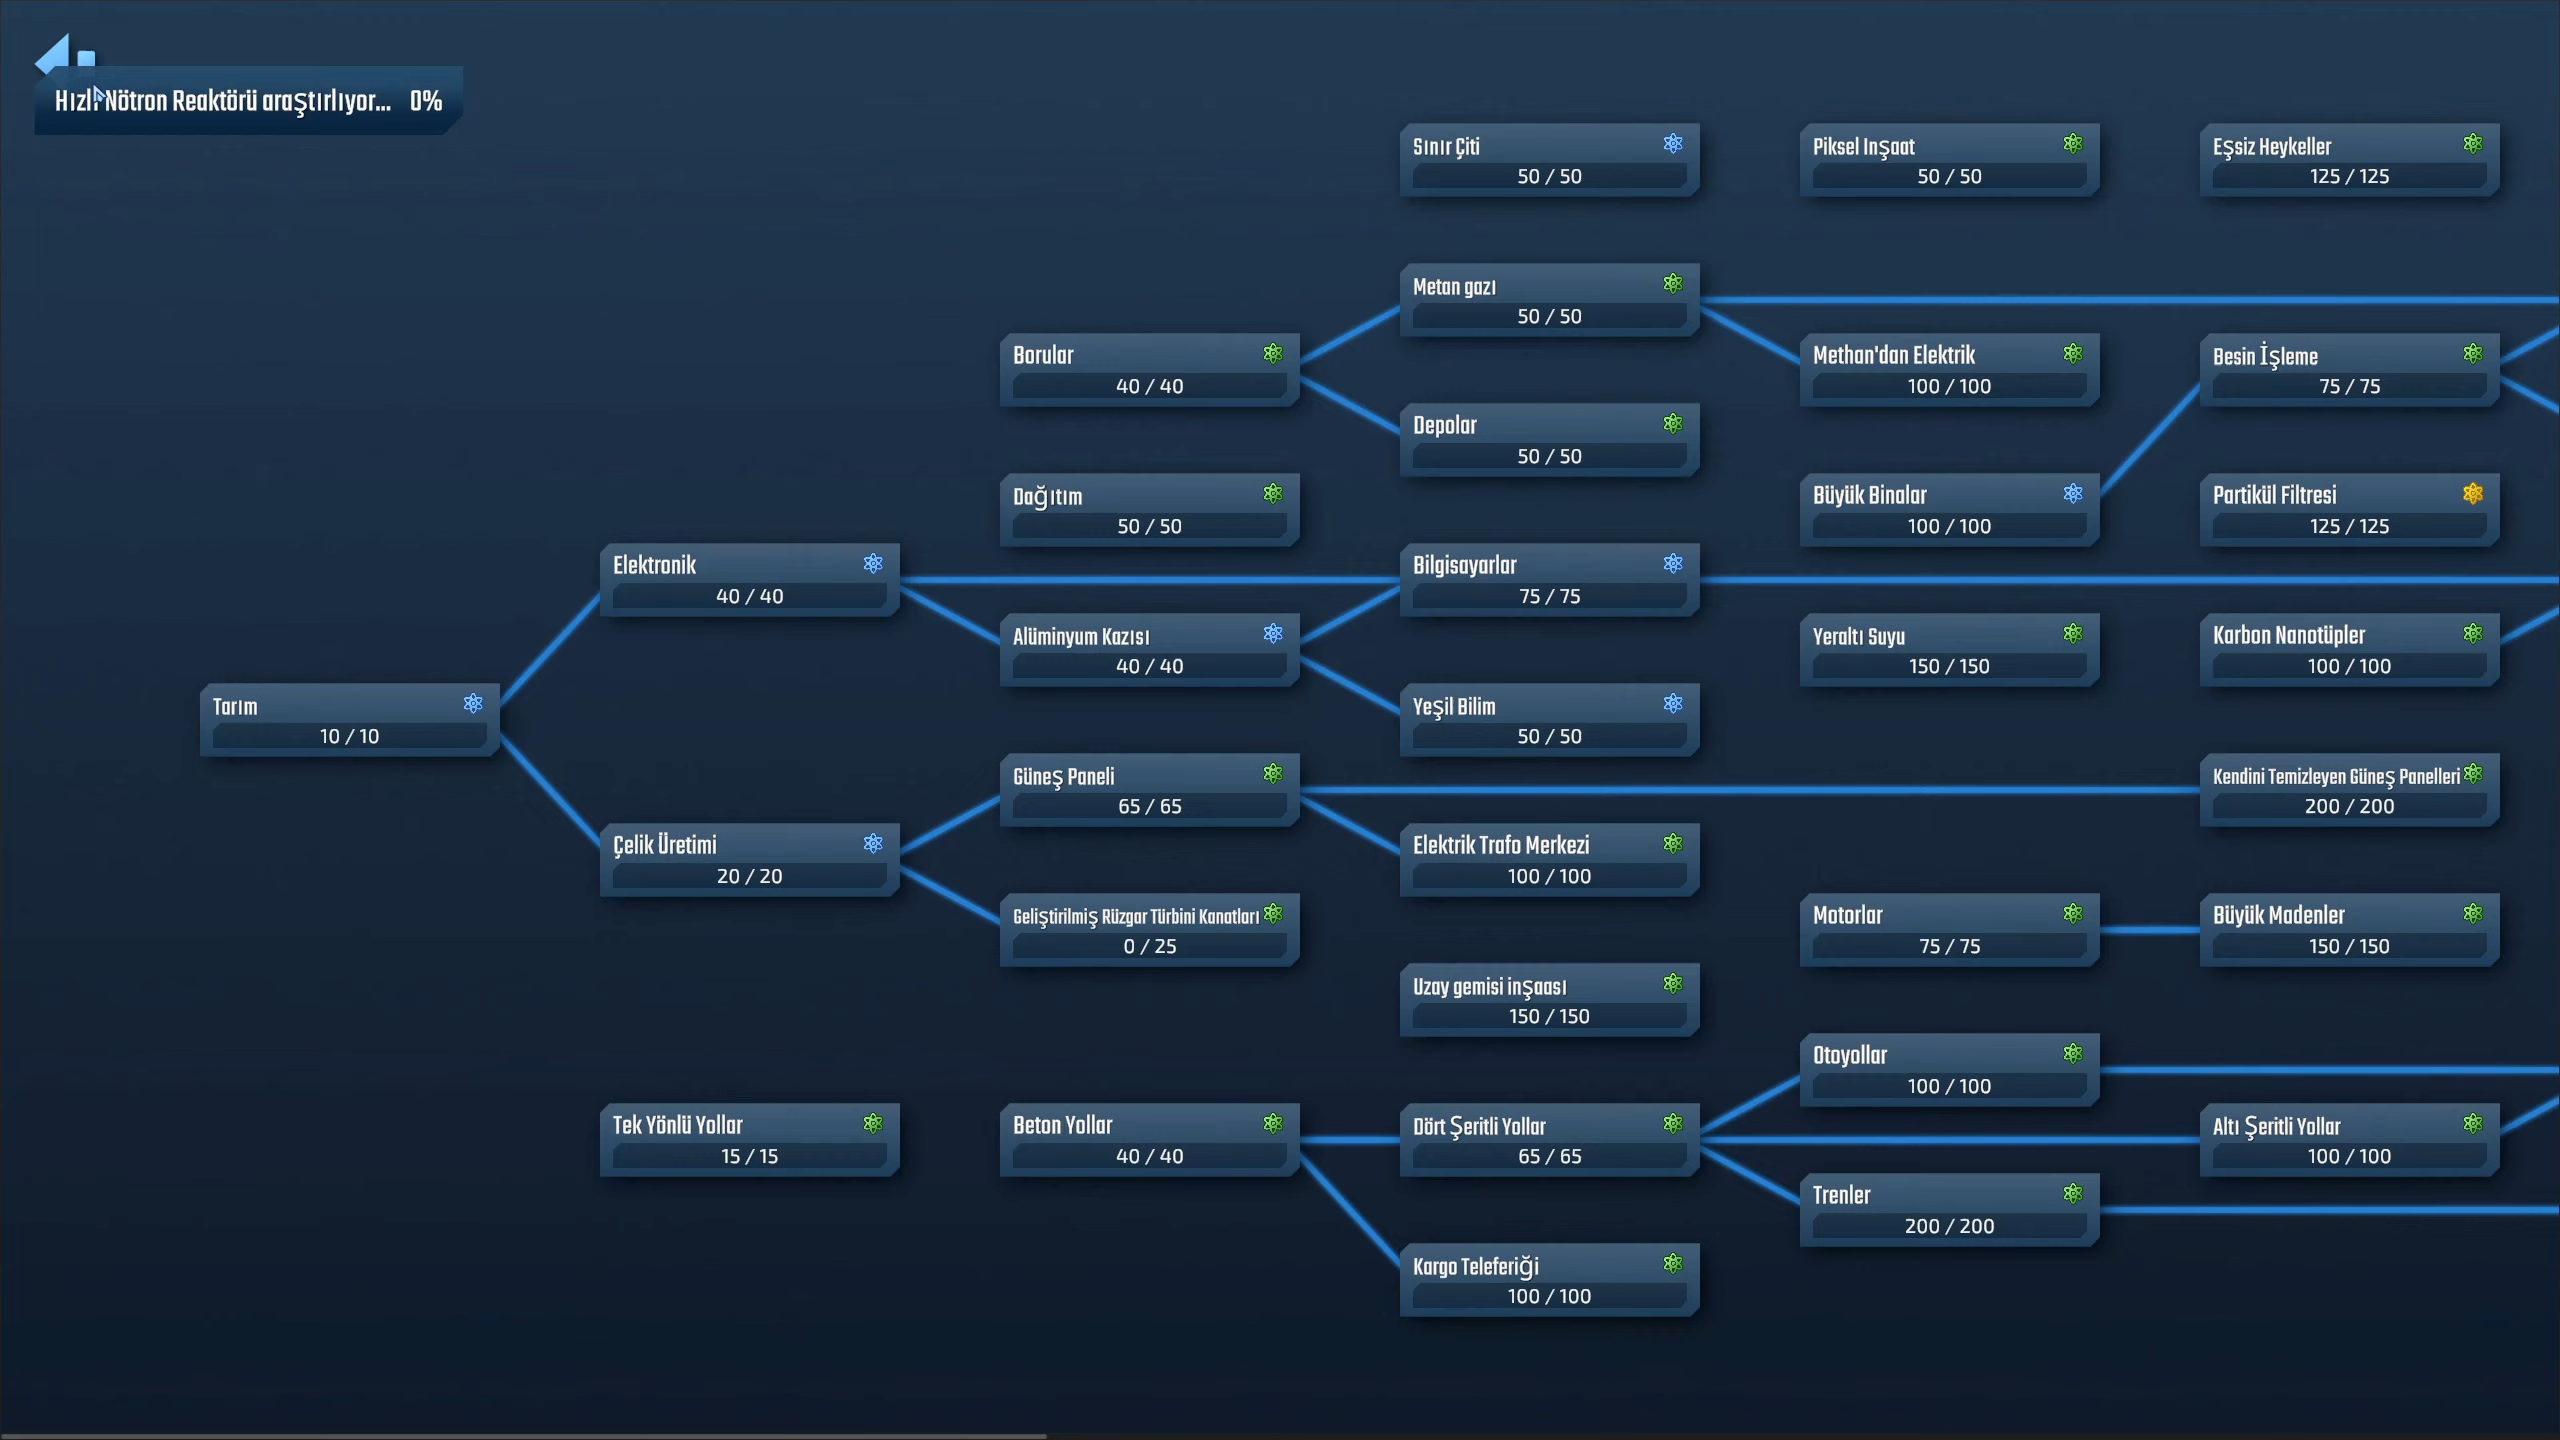 Hızlı Nötron Reaktörü araştırlıyor... 0%
Sınır Çiti
50 / 50
Piksel Inşaat
50 / 50
Eşsiz Heykeller
125 / 125
Metan gazı
50 / 50
Borular
40 / 40
Methan'dan Elektrik
100 / 100
Besin İşleme
75 / 75
Depolar
50 / 50
Dağıtım
50 / 50
Büyük Binalar
100 / 100
Partikül Filtresi
125 / 125
Elektronik
40 / 40
Bilgisayarlar
75 / 75
Alüminyum Kazısı
40 / 40
Yeraltı Suyu
150 / 150
Karbon Nanotüpler
100 / 100
Tarım
10 / 10
Yeşil Bilim
50 / 50
Güneş Paneli
65 / 65
Kendini Temizleyen Güneş Panelleri
200 / 200
Çelik Üretimi
20 / 20
Elektrik Trafo Merkezi
100 / 100
Geliştirilmiş Rüzgar Türbini Kanatları
0 / 25
Motorlar
75 / 75
Büyük Madenler
150 / 150
Uzay gemisi inşaası
150 / 150
Otoyollar
100 / 100
Tek Yönlü Yollar
15 / 15
Beton Yollar
40 / 40
Dört Şeritli Yollar
65 / 65
Altı Şeritli Yollar
100 / 100
Trenler
200 / 200
Kargo Teleferiği
100 / 100